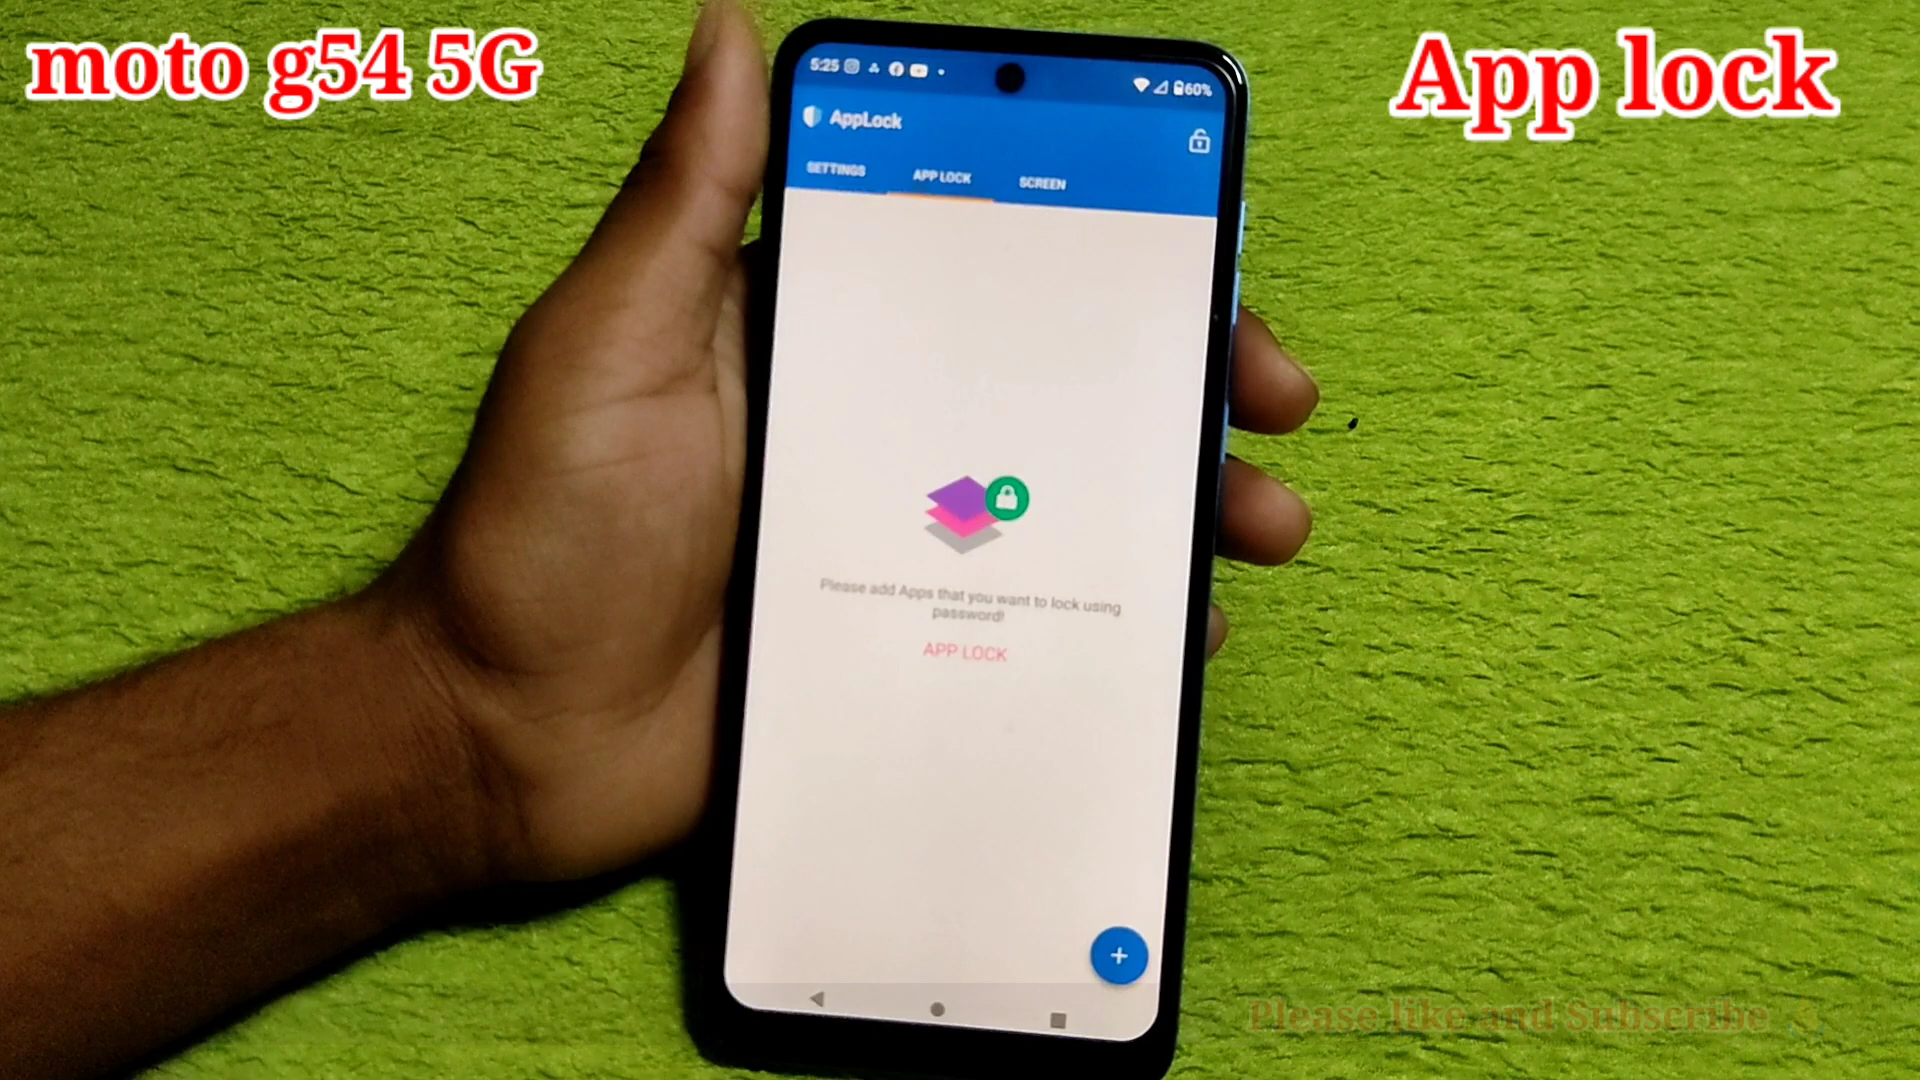 moto g54 5G
App lock
5:25
60%
AppLock
SETTINGS
APP LOCK
SCREEN
Please add Apps that you want to lock using
password!
APP LOCK
+
Please like and Subscribe